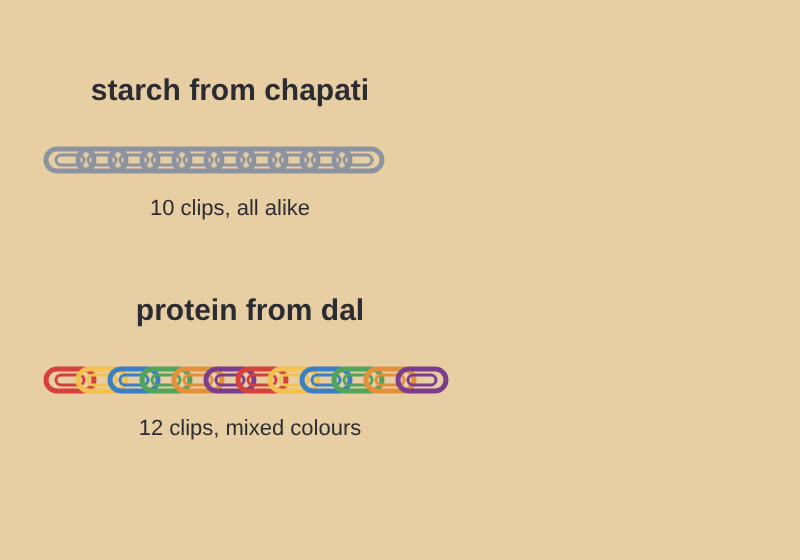 starch from chapati
10 clips, all alike
protein from dal
12 clips, mixed colours